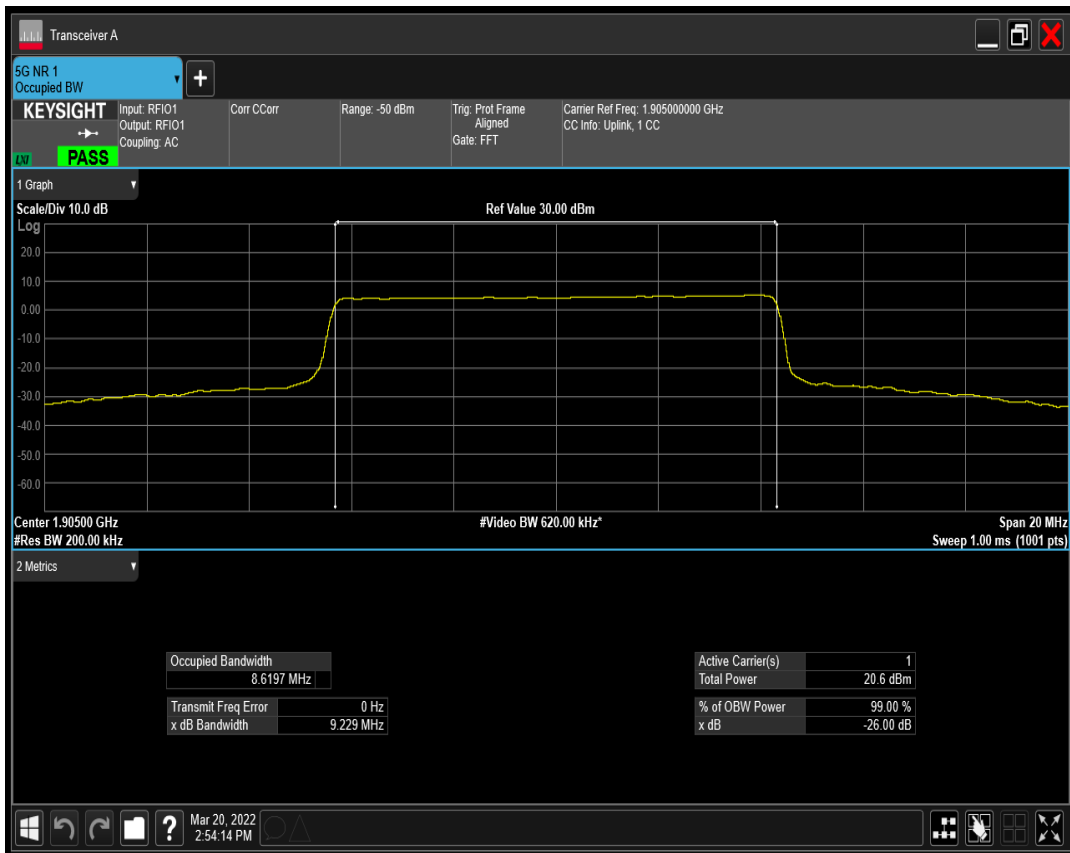 Transceiver A
5G NR 1
Occupied BW
KEYSIGHT
LXI
PASS
Input: RFIO1
Output: RFIO1
Coupling: AC
Corr CCorr
Range: -50 dBm
Trig: Prot Frame
Aligned
Gate: FFT
Carrier Ref Freq: 1.905000000 GHz
CC Info: Uplink, 1 CC
1 Graph
Scale/Div 10.0 dB
Ref Value 30.00 dBm
Log
20.0
10.0
0.00
-10.0
-20.0
-30.0
-40.0
-50.0
-60.0
Center 1.90500 GHz
#Video BW 620.00 kHz*
Span 20 MHz
#Res BW 200.00 kHz
Sweep 1.00 ms (1001 pts)
2 Metrics
Occupied Bandwidth
8.6197 MHz
Transmit Freq Error 0 Hz
x dB Bandwidth 9.229 MHz
Active Carrier(s) 1
Total Power 20.6 dBm
% of OBW Power 99.00 %
x dB -26.00 dB
?
Mar 20, 2022
2:54:14 PM